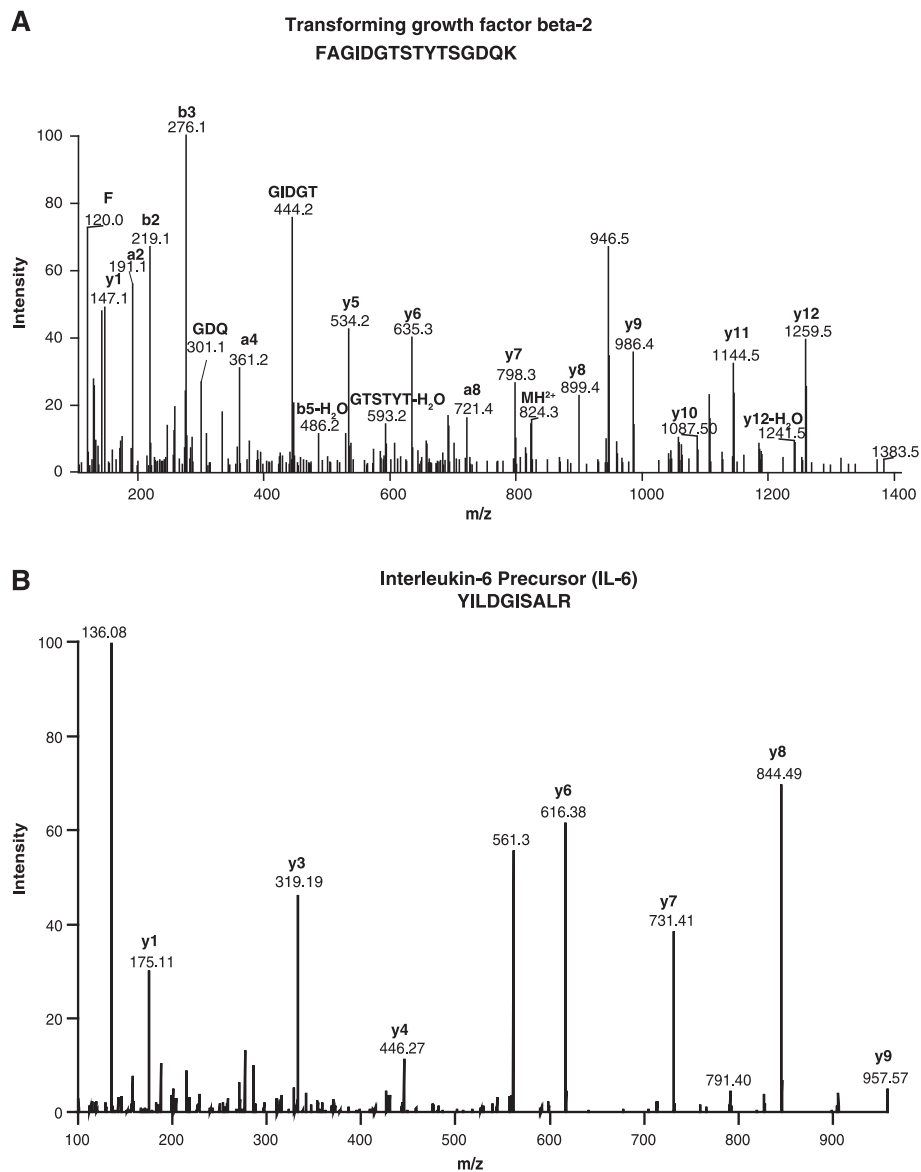 A
Transforming growth factor beta-2
FAGIDGTSTYTSGDQK
b3
276.1
100
GIDGT
444.2
F
120.0
b2
219.1
a2
191.1
y1
147.1
GDQ
301.1
a4
361.2
b5-H2O
486.2
y5
534.2
GTSTYT-H2O
593.2
y6
635.3
a8
721.4
y7
798.3
MH2+
824.3
y8
899.4
946.5
y9
986.4
y10
1087.50
y11
1144.5
y12-H2O
1241.5
y12
1259.5
1383.5
80
60
40
20
0
Intensity
200 400 600 800 1000 1200 1400
m/z
B
Interleukin-6 Precursor (IL-6)
YILDGISALR
136.08
y1
175.11
y3
319.19
y4
446.27
561.3
y6
616.38
y7
731.41
791.40
y8
844.49
y9
957.57
100
80
60
40
20
0
Intensity
100 200 300 400 500 600 700 800 900
m/z